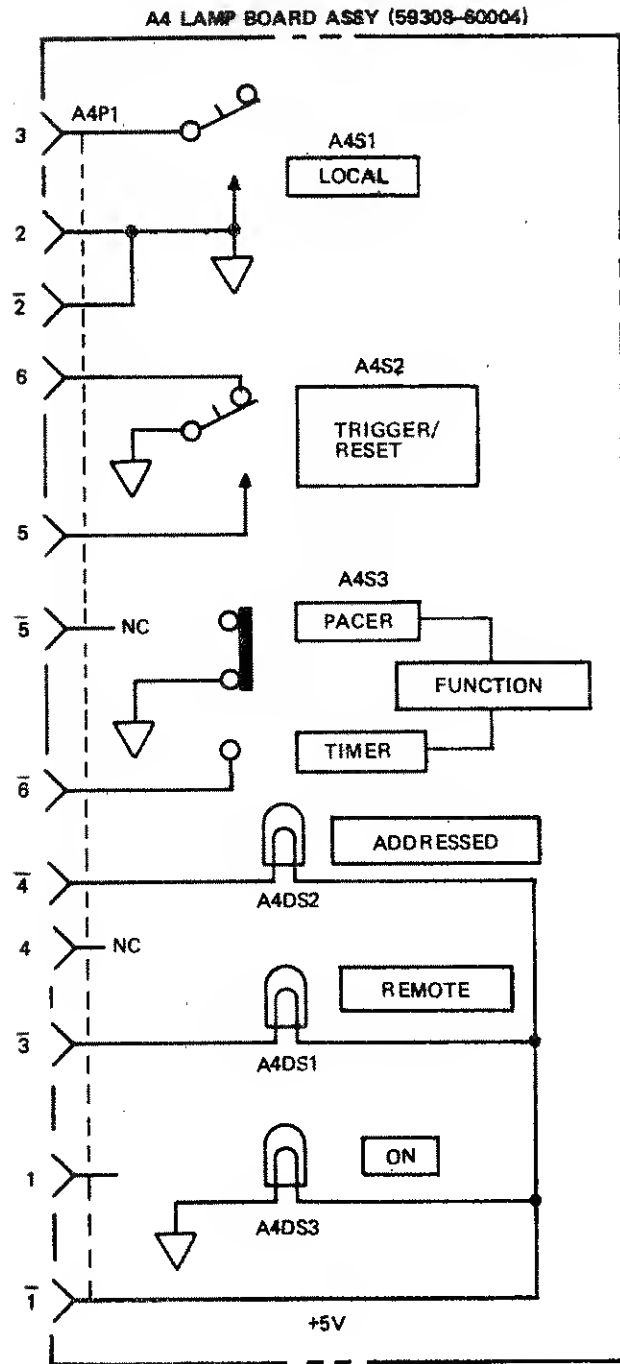 A4 LAMP BOARD ASSY (59308-60004)
3 A4P1
A4S1
LOCAL
2
2̅
6
A4S2
TRIGGER/
RESET
5
A4S3
5̅ NC
PACER
FUNCTION
TIMER
6̅
ADDRESSED
4̅
A4DS2
4 NC
REMOTE
3̅
A4DS1
ON
1
A4DS3
1̅
+5V